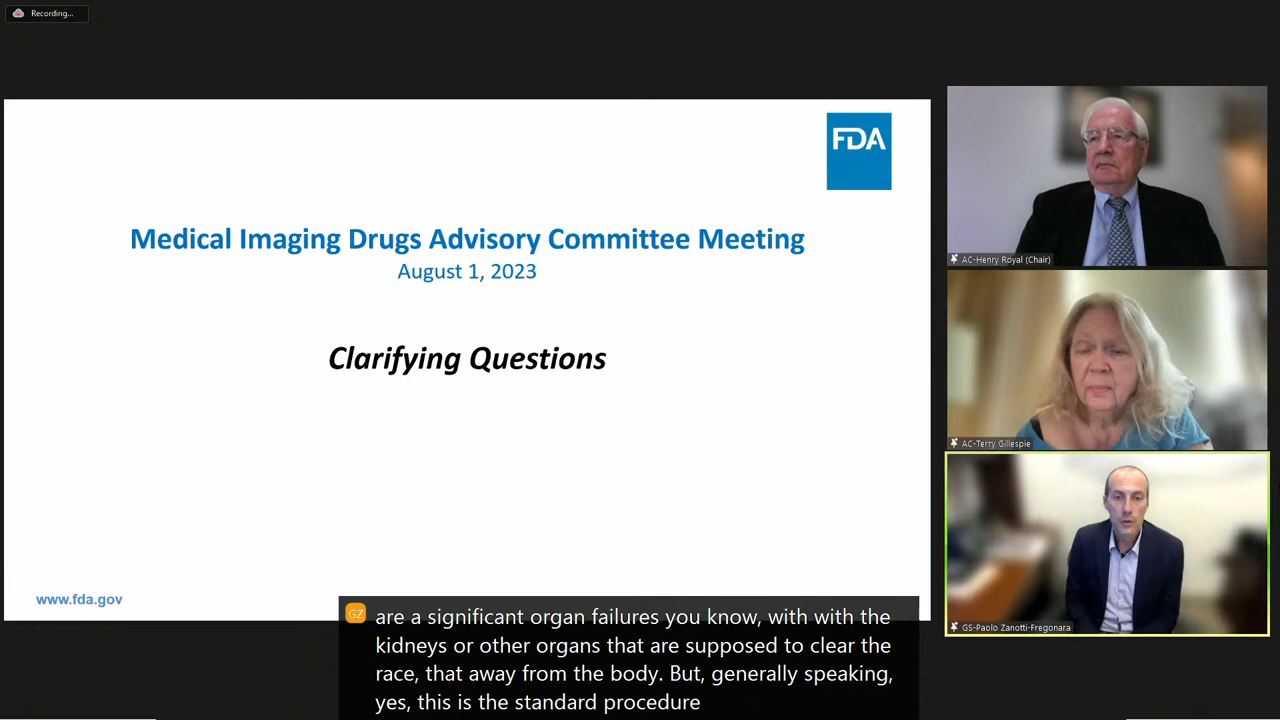 Recording...
FDA
Medical Imaging Drugs Advisory Committee Meeting
August 1, 2023
Clarifying Questions
www.fda.gov
AC-Henry Royal (Chair)
AC-Terry Gillespie
GS-Paolo Zanotti-Fregonara
GZ
are a significant organ failures you know, with with the
kidneys or other organs that are supposed to clear the
race, that away from the body. But, generally speaking,
yes, this is the standard procedure